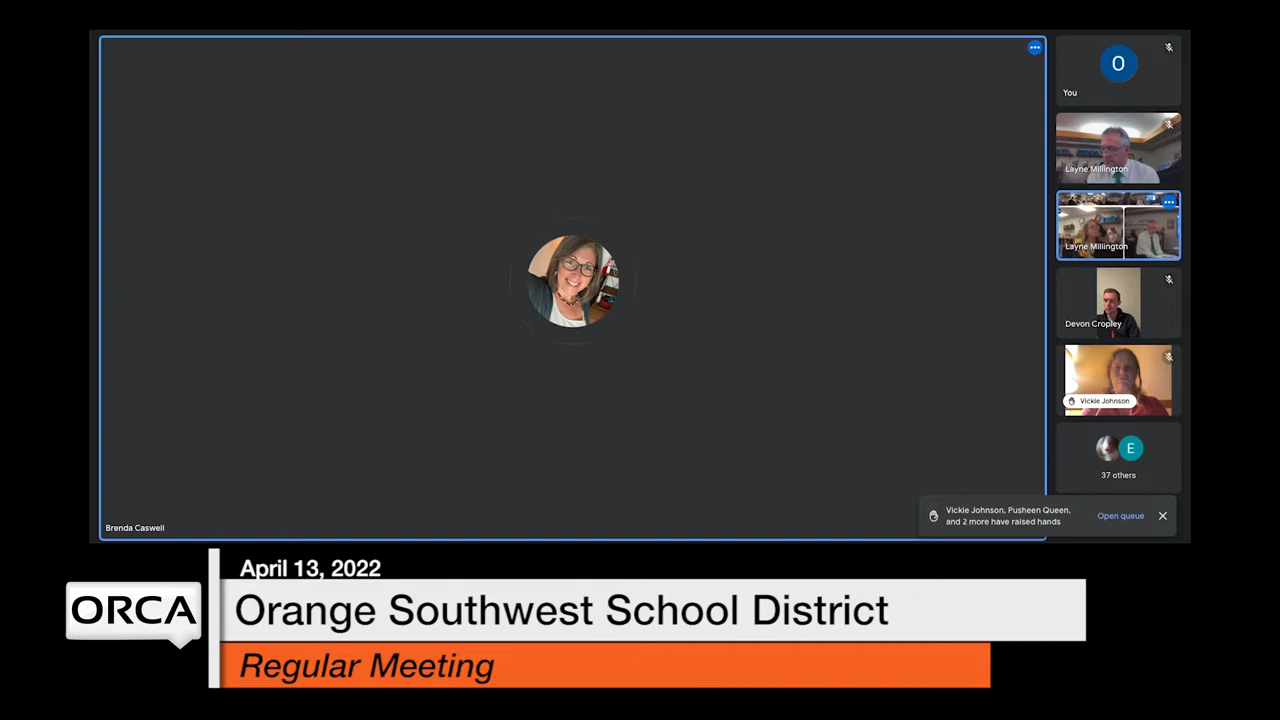 O
You
Layne Millington
Layne Millington
Devon Cropley
Vickie Johnson
E
37 others
Vickie Johnson, Pusheen Queen,
and 2 more have raised hands
Open queue
Brenda Caswell
April 13, 2022
ORCA
Orange Southwest School District
Regular Meeting